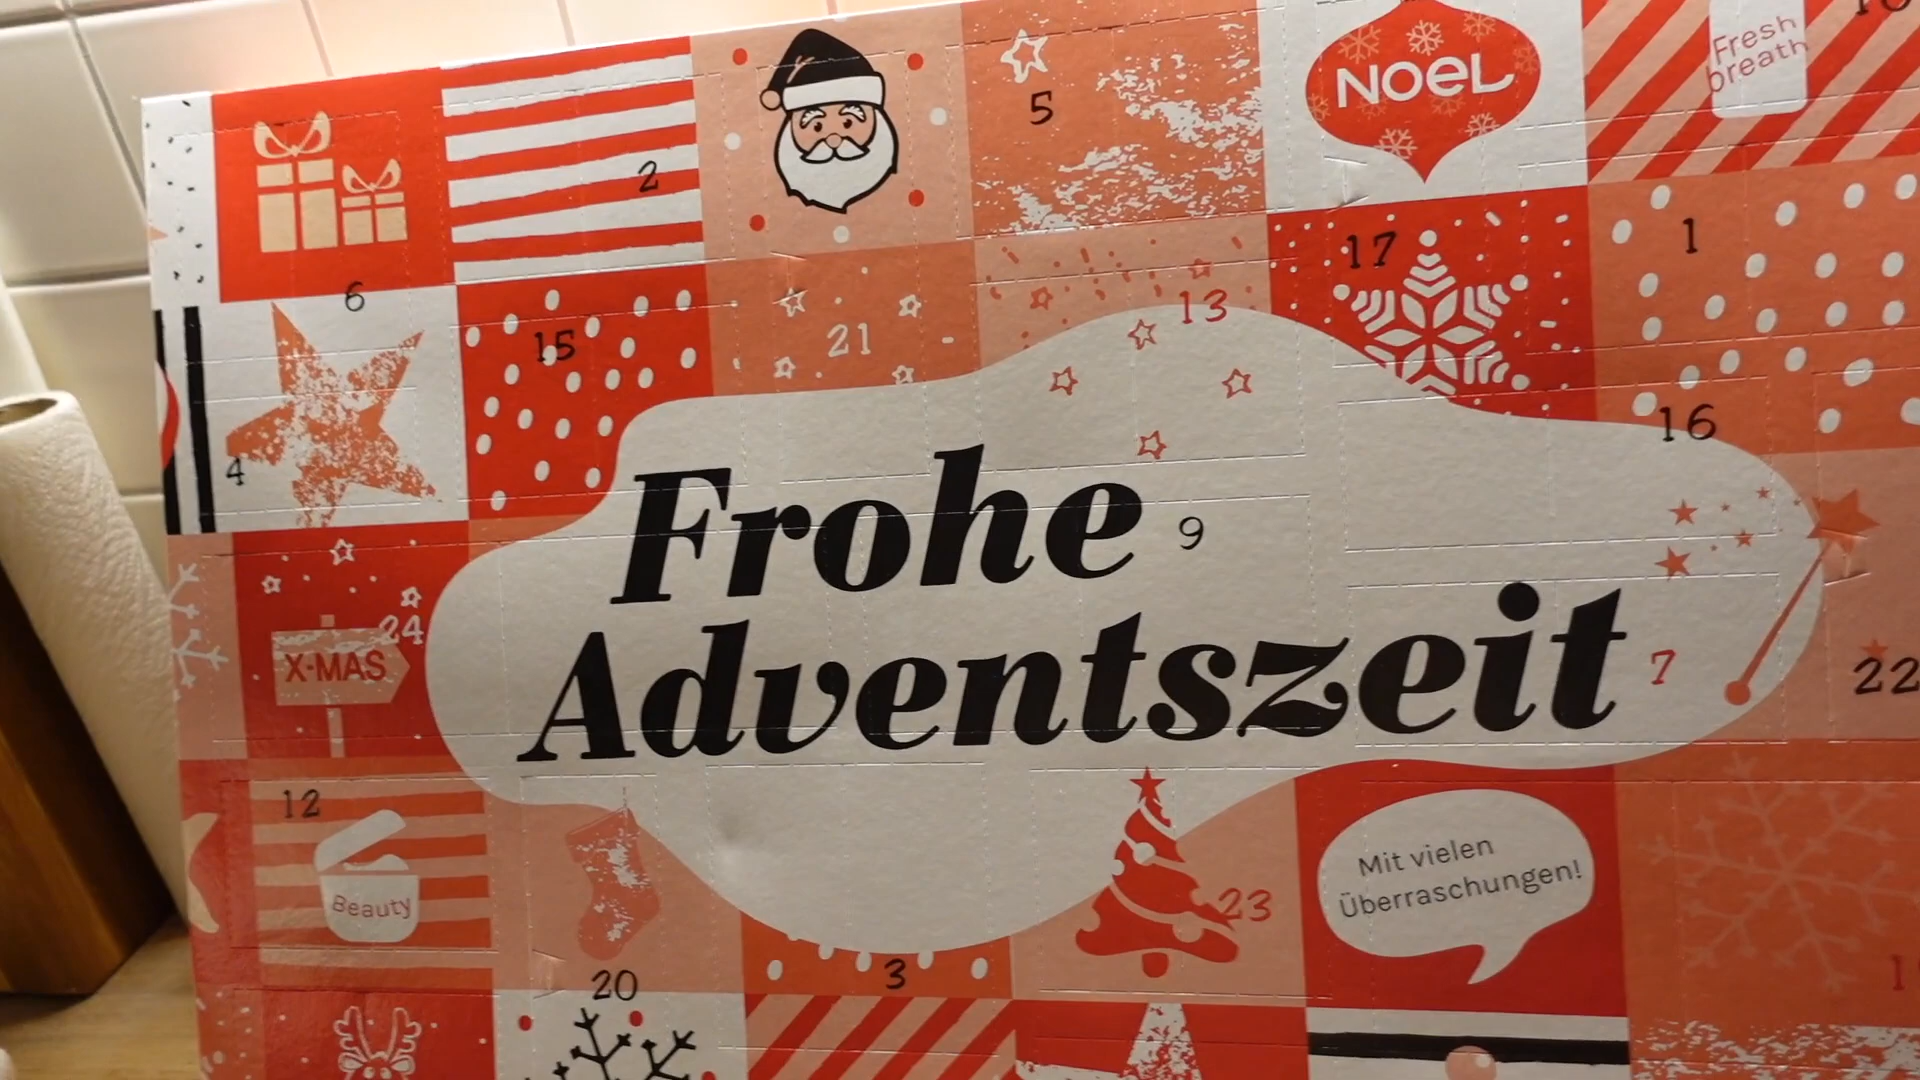 NOEL
Fresh
breath
5
2
17
1
6
13
15
21
16
4
Frohe
9
24
X-MAS
Adventszeit
7
22
12
Mit vielen
Überraschungen!
Beauty
23
3
20